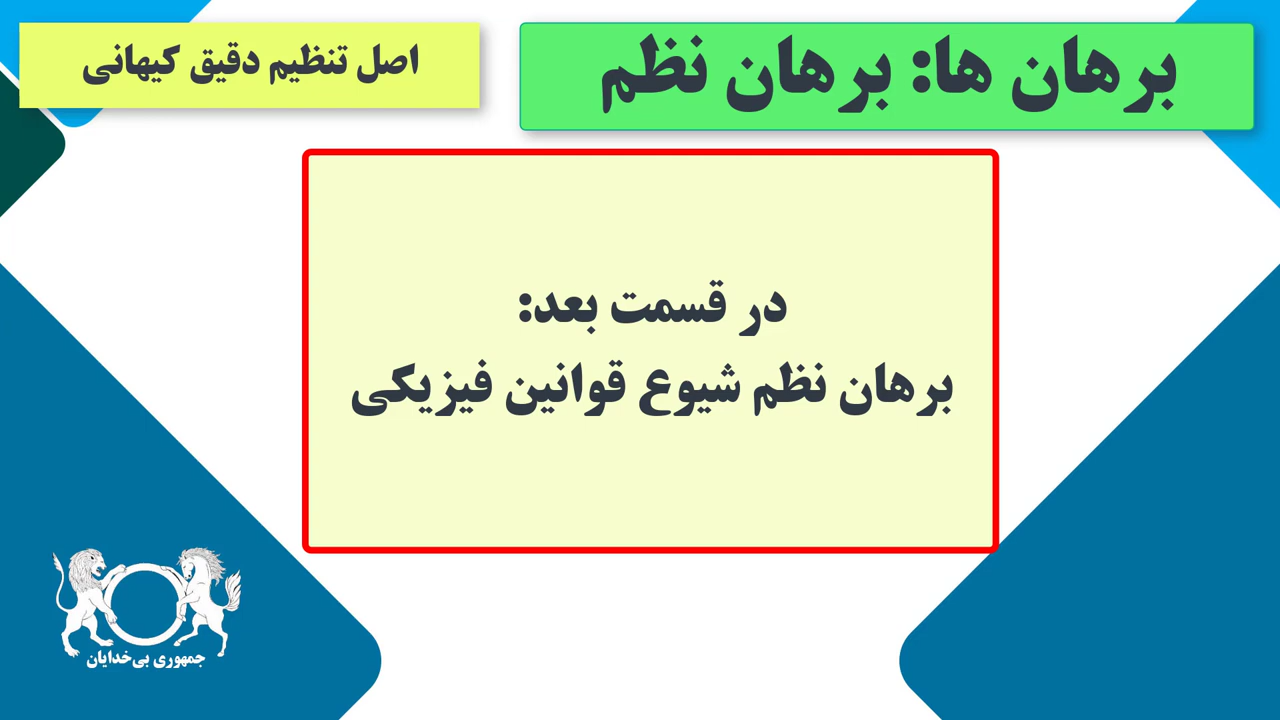 برهان ها: برهان نظم
اصل تنظیم دقیق کیهانی
در قسمت بعد:
برهان نظم شیوع قوانین فیزیکی
جمهوری بی‌خدایان